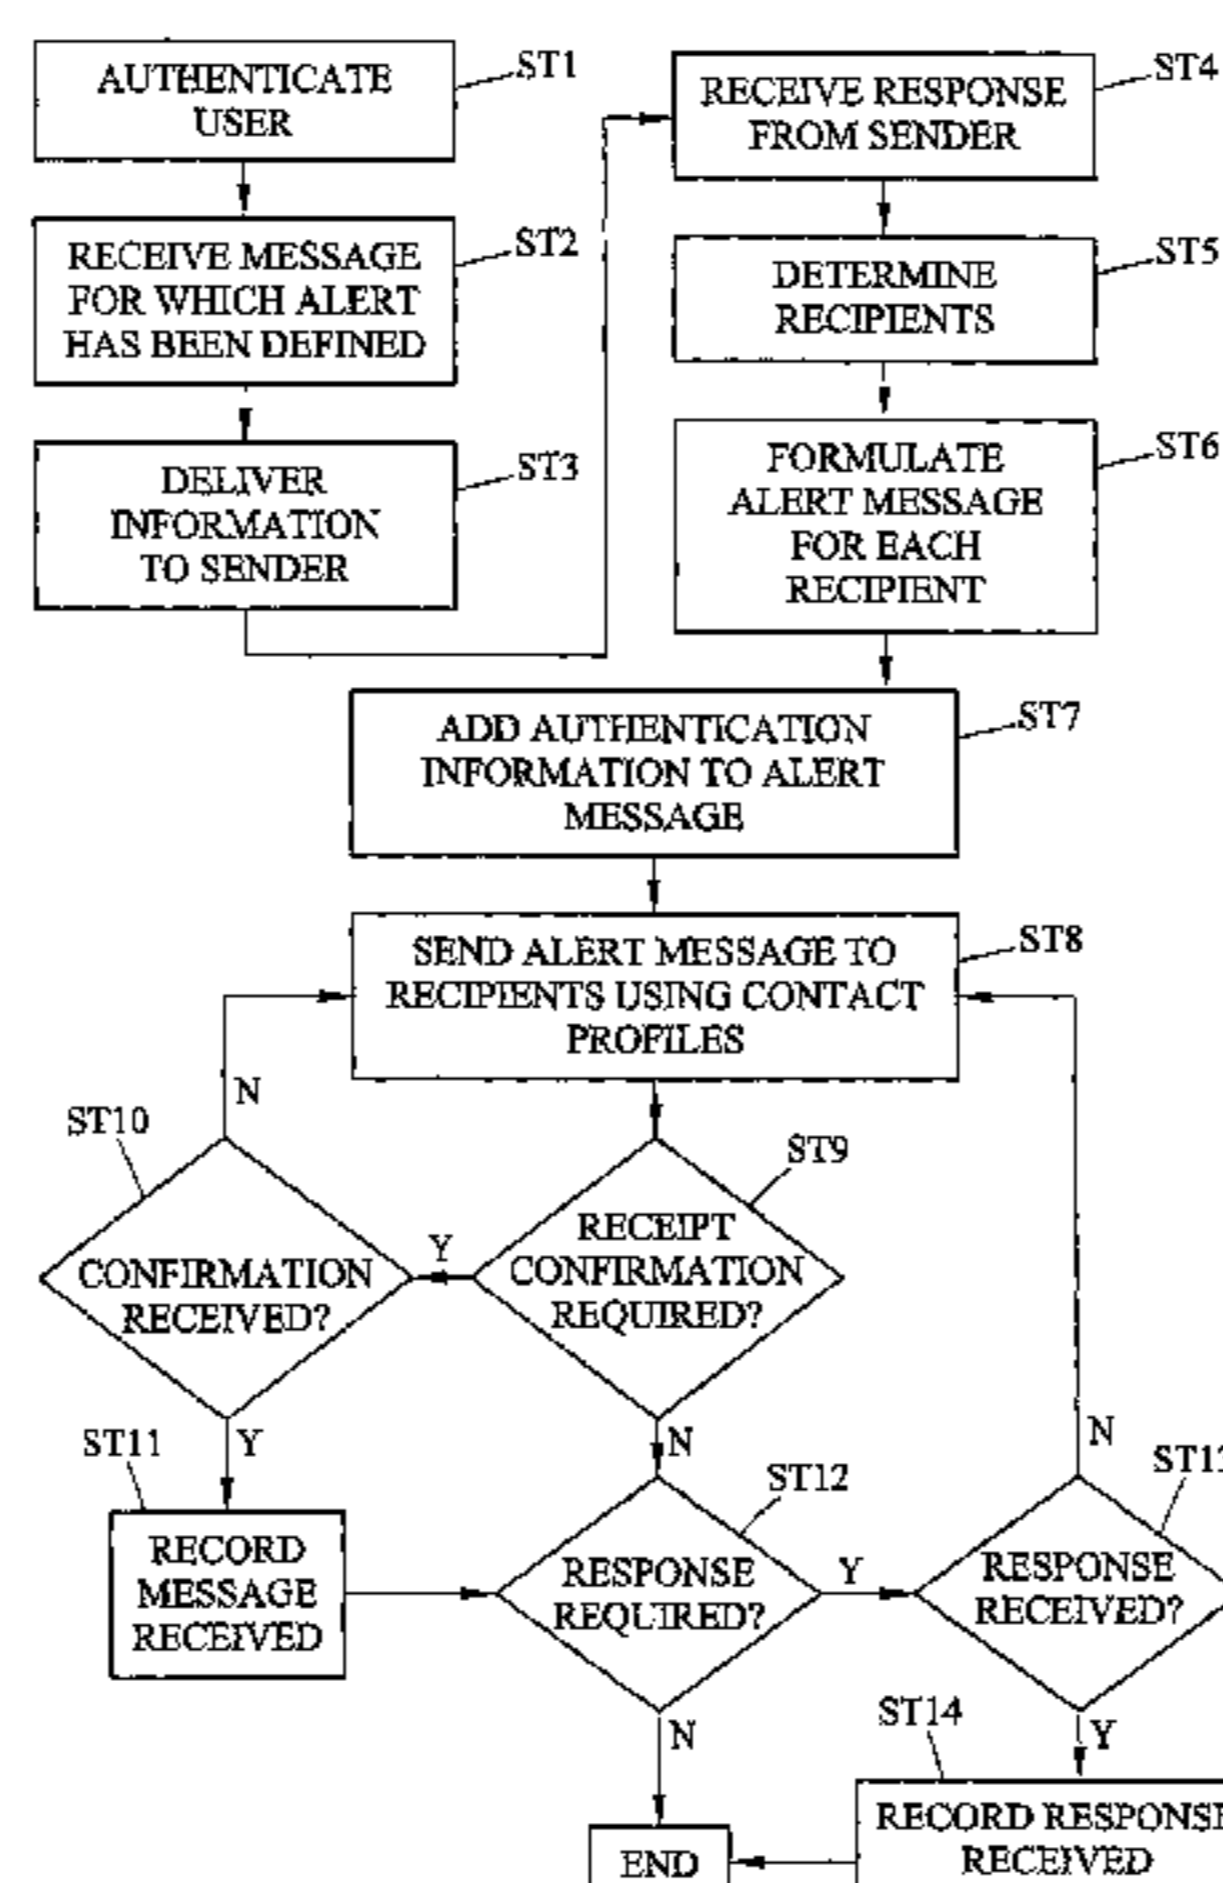 AUTHENTICATE
USER
ST1
RECEIVE MESSAGE
FOR WHICH ALERT
HAS BEEN DEFINED
ST2
DELIVER
INFORMATION
TO SENDER
ST3
RECEIVE RESPONSE
FROM SENDER
ST4
DETERMINE
RECIPIENTS
ST5
FORMULATE
ALERT MESSAGE
FOR EACH
RECIPIENT
ST6
ADD AUTHENTICATION
INFORMATION TO ALERT
MESSAGE
ST7
SEND ALERT MESSAGE TO
RECIPIENTS USING CONTACT
PROFILES
ST8
RECEIPT
CONFIRMATION
REQUIRED?
ST9
Y
N
CONFIRMATION
RECEIVED?
ST10
N
Y
RECORD
MESSAGE
RECEIVED
ST11
RESPONSE
REQUIRED?
ST12
Y
N
RESPONSE
RECEIVED?
N
Y
RECORD RESPONSE
RECEIVED
ST14
END